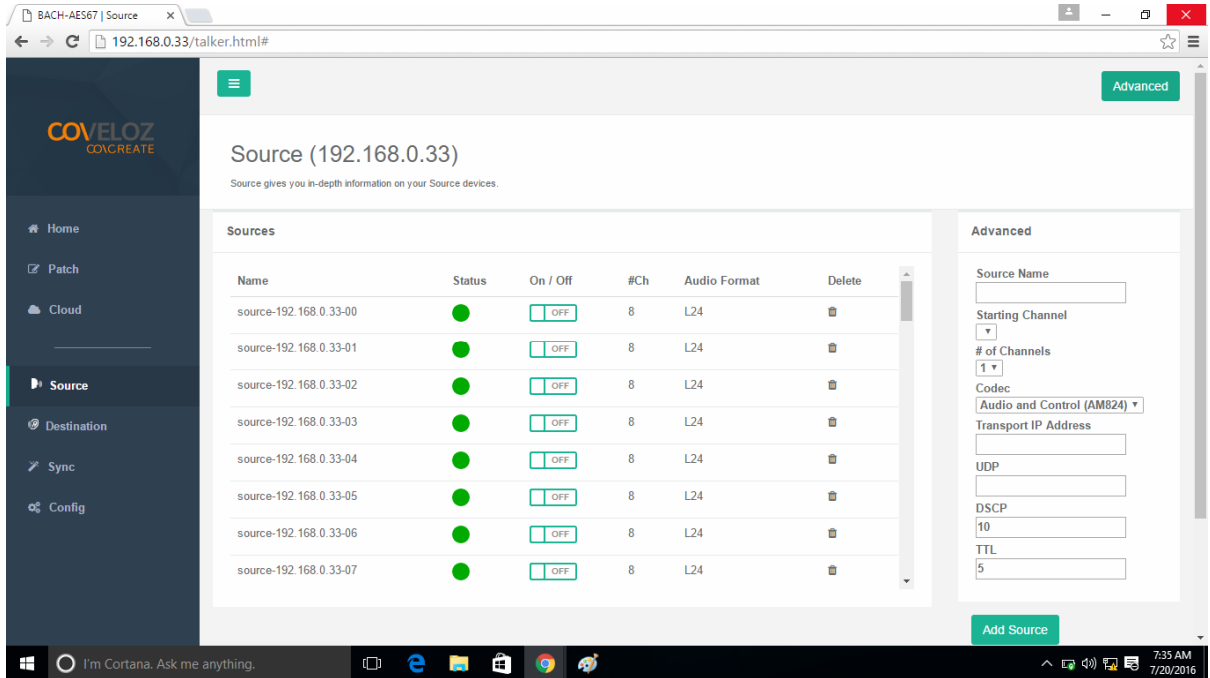 BACH-AES67 | Source
192.168.0.33/talker.html#
Advanced
COVELOZ
CO\CREATE
Source (192.168.0.33)
Source gives you in-depth information on your Source devices.
Home
Patch
Cloud
Source
Destination
Sync
Config
Sources
Name Status On / Off #Ch Audio Format Delete
source-192.168.0.33-00 OFF 8 L24
source-192.168.0.33-01 OFF 8 L24
source-192.168.0.33-02 OFF 8 L24
source-192.168.0.33-03 OFF 8 L24
source-192.168.0.33-04 OFF 8 L24
source-192.168.0.33-05 OFF 8 L24
source-192.168.0.33-06 OFF 8 L24
source-192.168.0.33-07 OFF 8 L24
Advanced
Source Name
Starting Channel
# of Channels
1
Codec
Audio and Control (AM824)
Transport IP Address
UDP
DSCP
10
TTL
5
Add Source
I'm Cortana. Ask me anything.
7:35 AM
7/20/2016